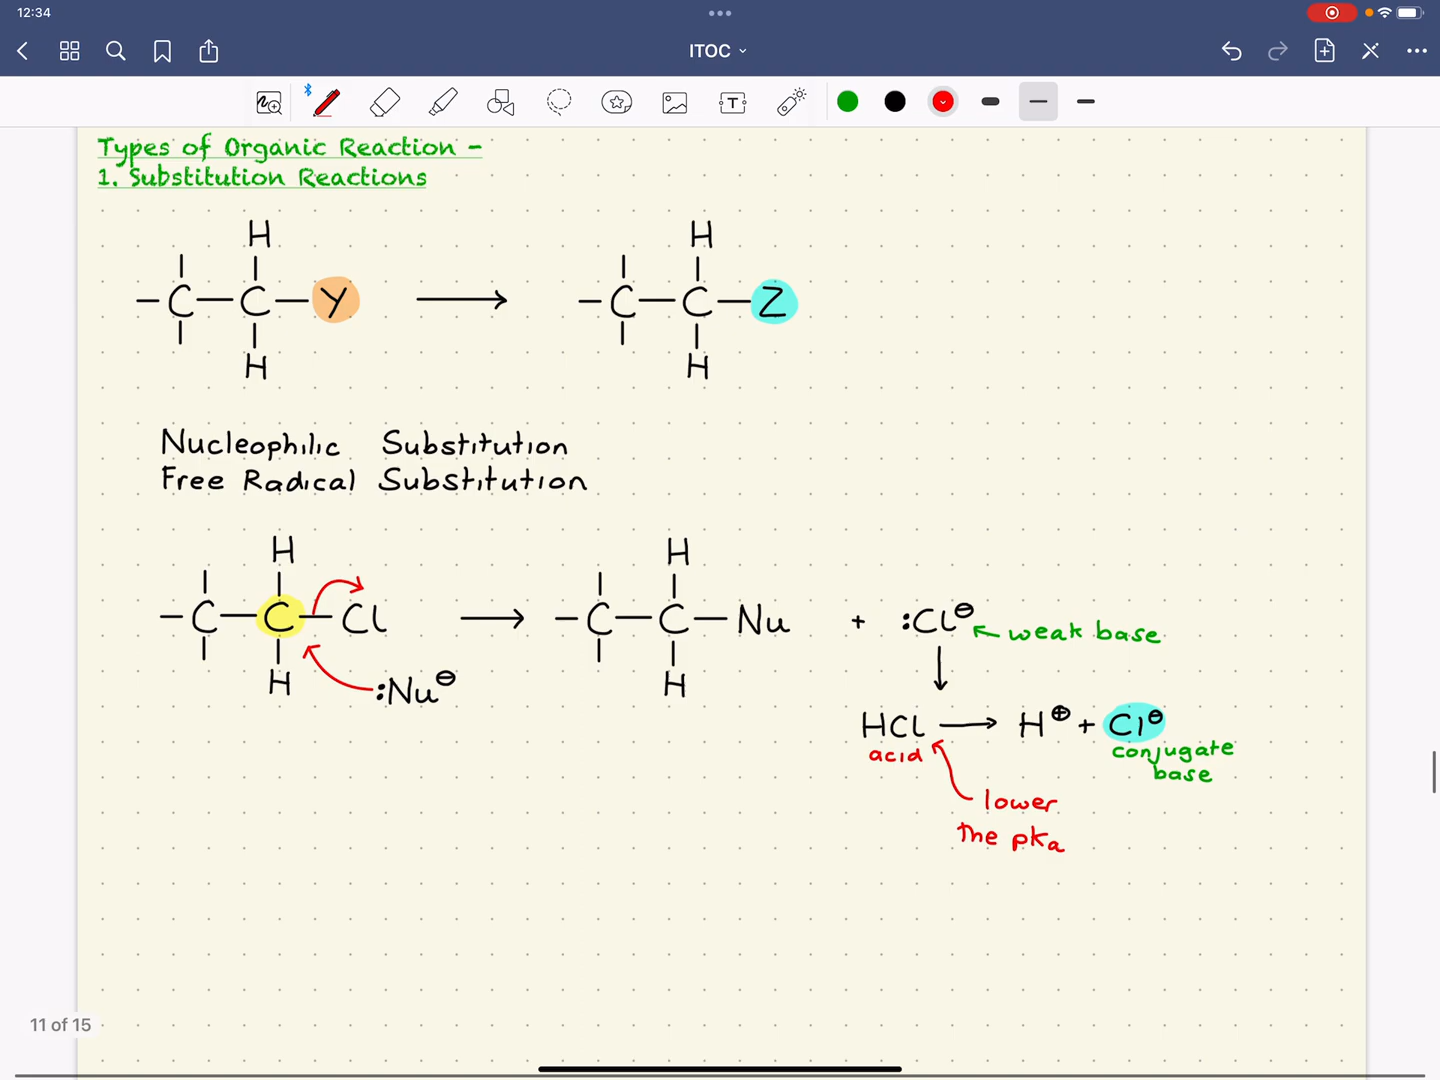 12:34
ITOC
T
Types of Organic Reaction -
1. Substitution Reactions
H H
-C-C-Y → -C-C-Z
H H
Nucleophilic Substitution
Free Radical Substitution
H H
-C-C-Cl → -C-C-Nu + :Cl⊖ ← weak base
H :Nu⊖ H
HCl → H⊕ + Cl⊖
acid conjugate
base
lower
the pKa
11 of 15